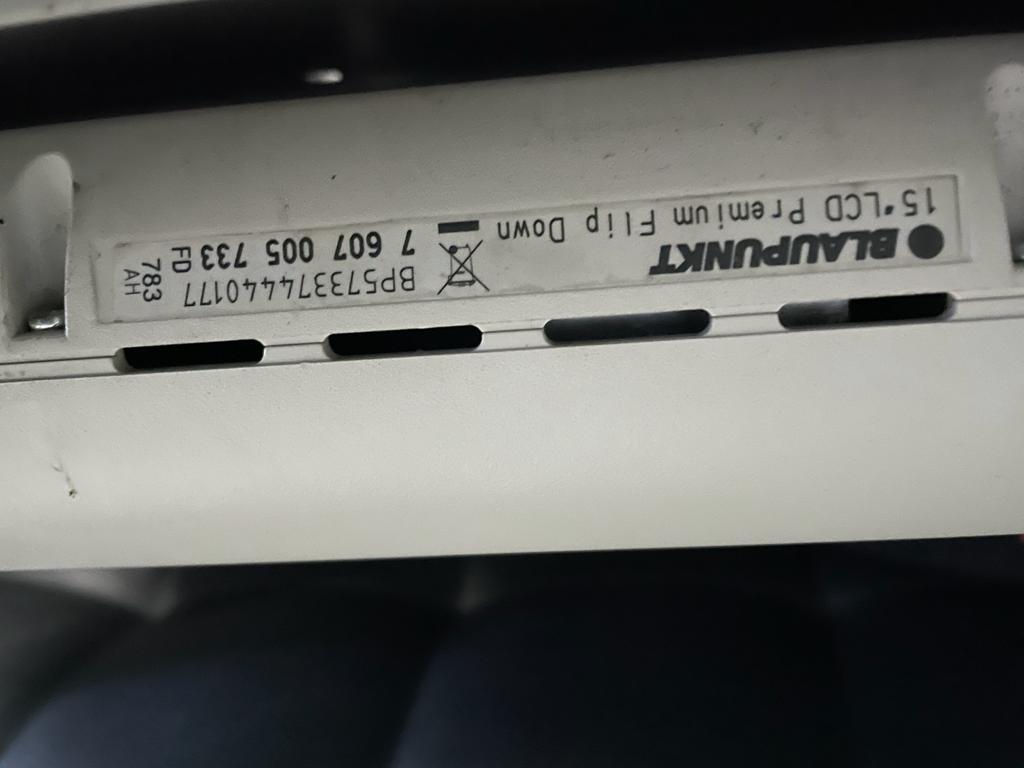 BLAUPUNKT
15"LCD Premium Flip Down
BP573374440177
7 607 005 733
FD
783
AH